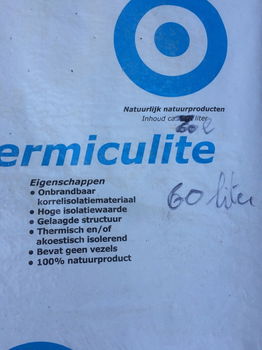 Natuurlijk natuurproducten
Inhoud ca. liter
ermiculite
Eigenschappen
• Onbrandbaar
korrelisolatiemateriaal
• Hoge isolatiewaarde
• Gelaagde structuur
• Thermisch en/of
akoestisch isolerend
• Bevat geen vezels
• 100% natuurproduct
60 liter